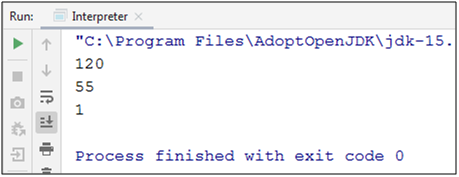 Run: Interpreter ×
"C:\Program Files\AdoptOpenJDK\jdk-15.
120
55
1
Process finished with exit code 0